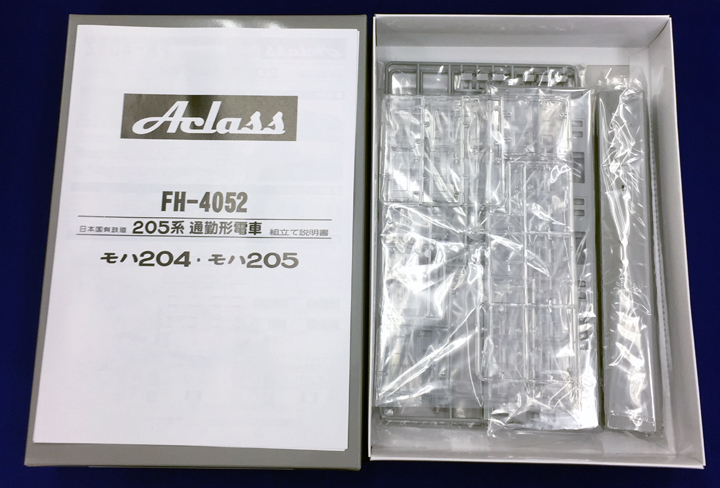 Aclass
FH-4052
日本国有鉄道 205系 通勤形電車 組立て説明書
モハ204・モハ205